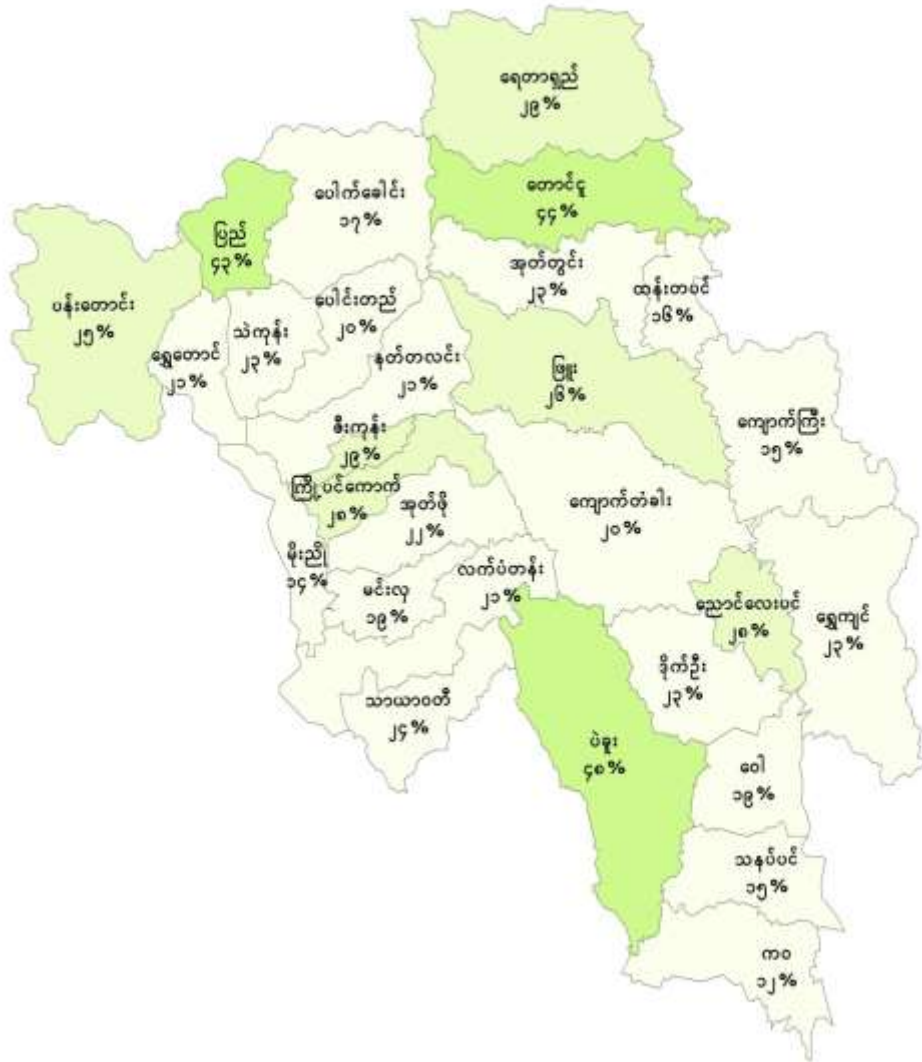 ရေတာရှည်
၂၉%
တောင်ငူ
၄၄%
ပေါက်ခေါင်း
၁၇%
ပြည်
၄၃%
အုတ်တွင်း
၂၃%
ထန်းတပင်
၁၆%
ပန်းတောင်း
၂၅%
ပေါင်းတည်
၂၀%
သဲကုန်း
၂၃%
ရွှေတောင်
၂၁%
နတ်တလင်း
၂၁%
ဖြူး
၂၆%
ကျောက်ကြီး
၁၅%
ဇီးကုန်း
၂၉%
ကြို့ပင်ကောက်
၂၈%
အုတ်ဖို
၂၂%
ကျောက်တံခါး
၂၀%
မိုးညို
၁၄%
မင်းလှ
၁၉%
လက်ပံတန်း
၂၁%
ညောင်လေးပင်
၂၈%
ရွှေကျင်
၂၃%
ဒိုက်ဦး
၂၃%
သာယာဝတီ
၂၄%
ပဲခူး
၄၈%
ဝေါ
၁၉%
သနပ်ပင်
၁၅%
ကဝ
၁၂%